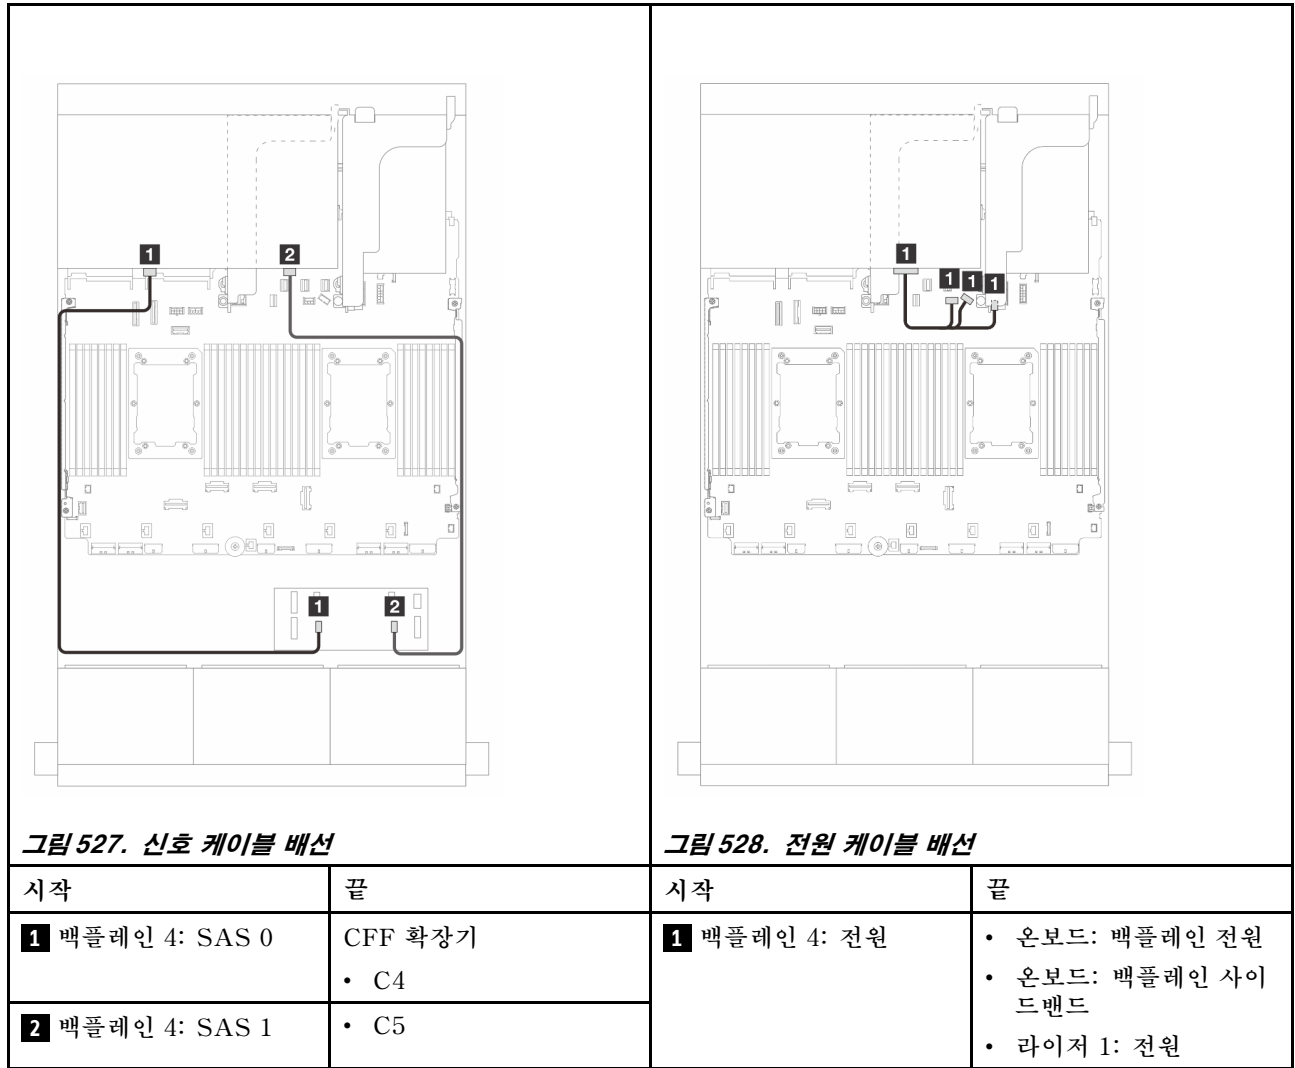 1
2
1
2
그림 527. 신호 케이블 배선
1
1
1
1
그림 528. 전원 케이블 배선
시작
끝
시작
끝
1 백플레인 4: SAS 0
CFF 확장기
• C4
2 백플레인 4: SAS 1
• C5
1 백플레인 4: 전원
• 온보드: 백플레인 전원
• 온보드: 백플레인 사이
드밴드
• 라이저 1: 전원